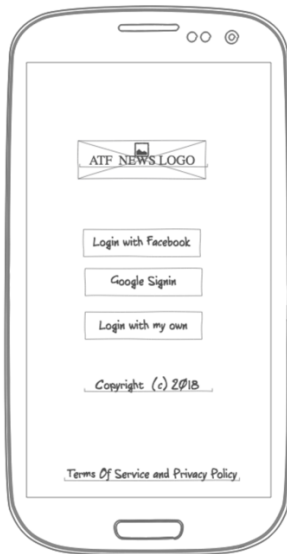 ATF NEWS LOGO
Login with Facebook
Google Signin
Login with my own
Copyright (c) 2018
Terms Of Service and Privacy Policy